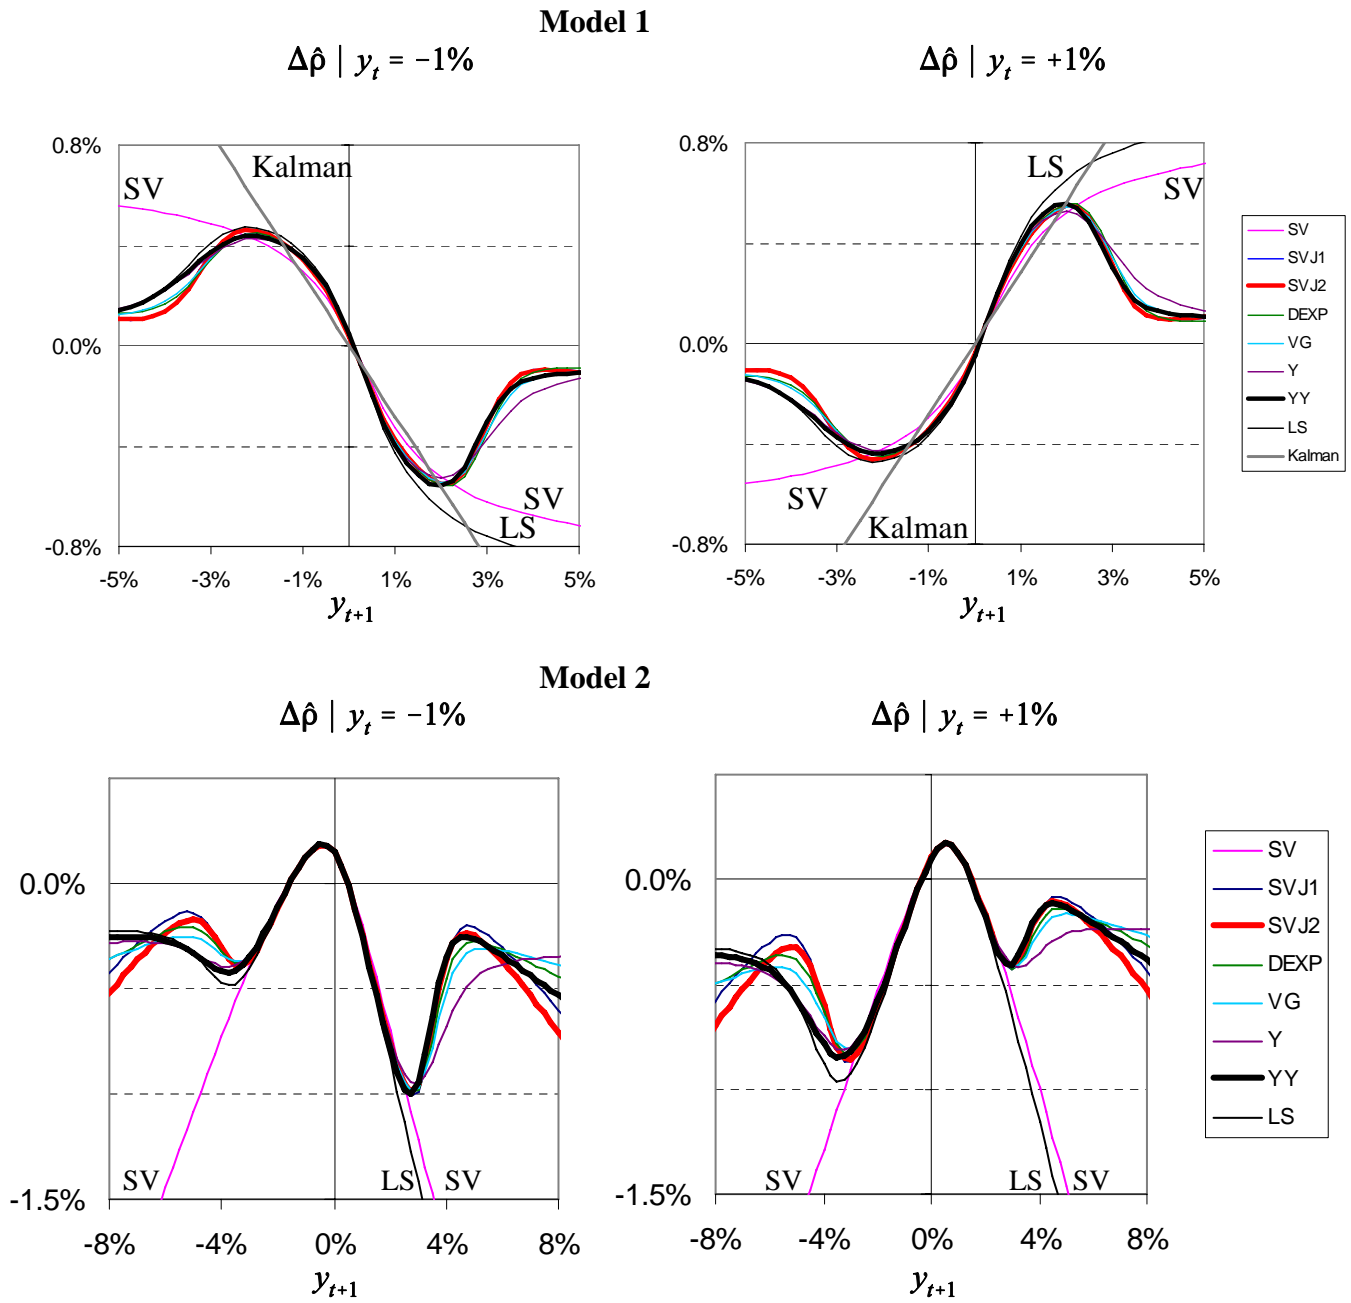 Model 1
Δρ̂ | y_t = −1%
Δρ̂ | y_t = +1%
0.8%
0.0%
-0.8%
-5%
-3%
-1%
1%
3%
5%
y_{t+1}
SV
Kalman
SV
LS
0.8%
0.0%
-0.8%
-5%
-3%
-1%
1%
3%
5%
y_{t+1}
LS
SV
SV
Kalman
SV
SVJ1
SVJ2
DEXP
VG
Y
YY
LS
Kalman
Model 2
Δρ̂ | y_t = −1%
Δρ̂ | y_t = +1%
0.0%
-1.5%
-8%
-4%
0%
4%
8%
y_{t+1}
SV
LS
SV
0.0%
-1.5%
-8%
-4%
0%
4%
8%
y_{t+1}
SV
LS
SV
SV
SVJ1
SVJ2
DEXP
VG
Y
YY
LS